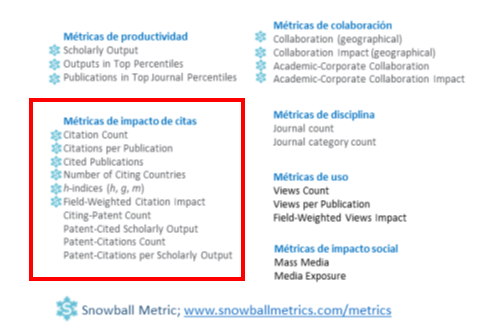 Métricas de productividad
Scholarly Output
Outputs in Top Percentiles
Publications in Top Journal Percentiles
Métricas de impacto de citas
Citation Count
Citations per Publication
Cited Publications
Number of Citing Countries
h-indices (h, g, m)
Field-Weighted Citation Impact
Citing-Patent Count
Patent-Cited Scholarly Output
Patent-Citations Count
Patent-Citations per Scholarly Output
Métricas de colaboración
Collaboration (geographical)
Collaboration Impact (geographical)
Academic-Corporate Collaboration
Academic-Corporate Collaboration Impact
Métricas de disciplina
Journal count
Journal category count
Métricas de uso
Views Count
Views per Publication
Field-Weighted Views Impact
Métricas de impacto social
Mass Media
Media Exposure
Snowball Metric; www.snowballmetrics.com/metrics